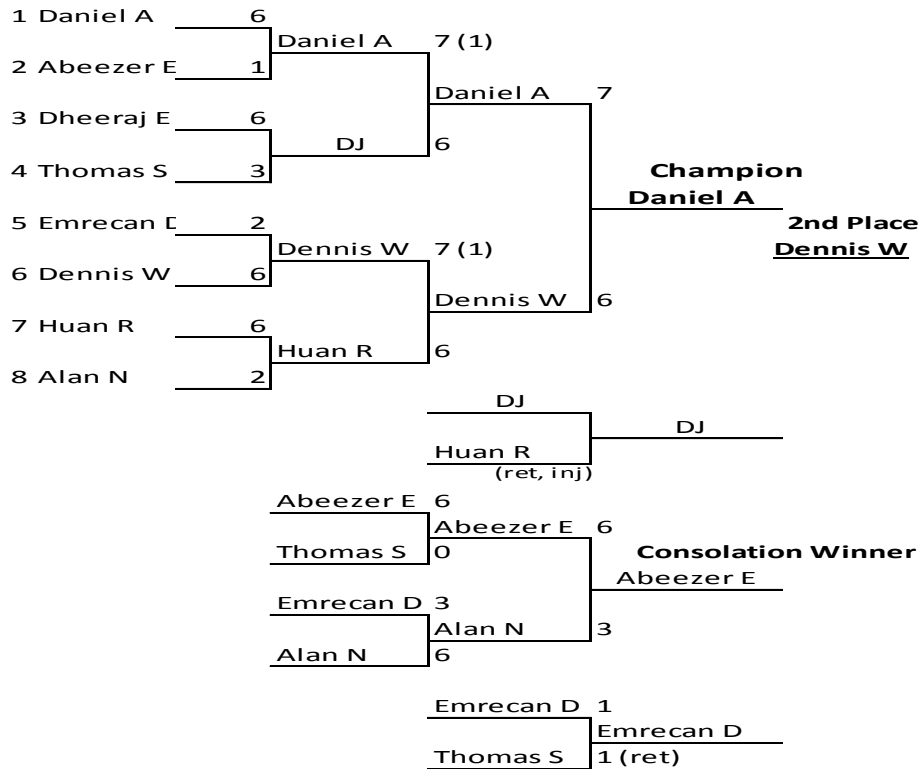 1 Daniel A 6
Daniel A 7 (1)
2 Abeezer E 1
Daniel A 7
3 Dheeraj E 6
DJ 6
4 Thomas S 3
Champion
Daniel A
5 Emrecan D 2
2nd Place
Dennis W 7 (1)
Dennis W
6 Dennis W 6
Dennis W 6
7 Huan R 6
Huan R 6
8 Alan N 2
DJ
DJ
Huan R
(ret, inj)
Abeezer E 6
Abeezer E 6
Thomas S 0
Consolation Winner
Abeezer E
Emrecan D 3
Alan N 3
Alan N 6
Emrecan D 1
Emrecan D
Thomas S 1 (ret)